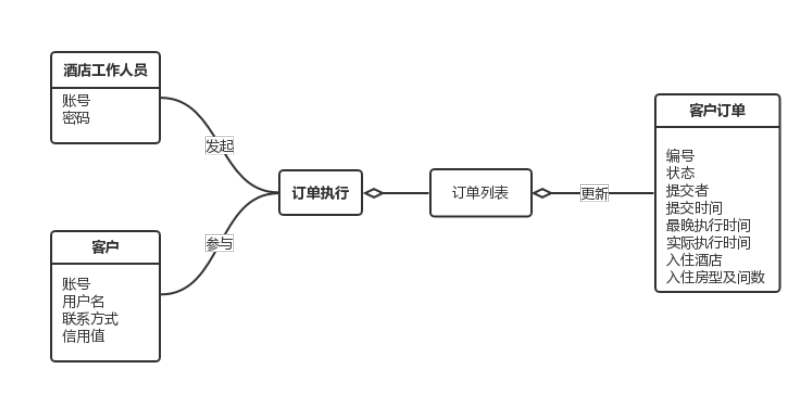 酒店工作人员
账号
密码
发起
客户
账号
用户名
联系方式
信用值
参与
订单执行
订单列表
更新
客户订单
编号
状态
提交者
提交时间
最晚执行时间
实际执行时间
入住酒店
入住房型及间数